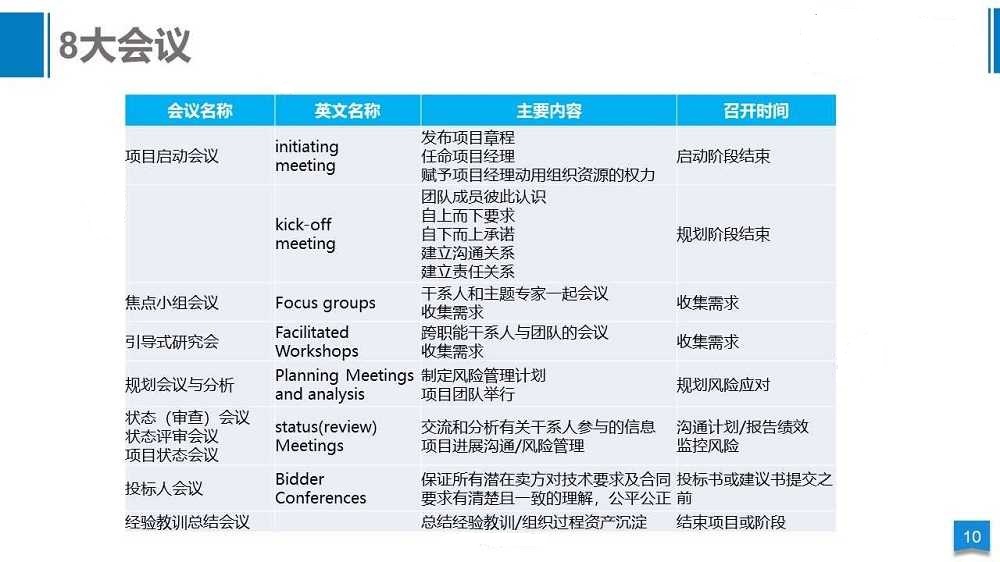 8大会议
会议名称 英文名称 主要内容 召开时间
项目启动会议
initiating
meeting
发布项目章程
任命项目经理
赋予项目经理动用组织资源的权力
启动阶段结束
kick-off
meeting
团队成员彼此认识
自上而下要求
自下而上承诺
建立沟通关系
建立责任关系
规划阶段结束
焦点小组会议
Focus groups
干系人和主题专家一起会议
收集需求
收集需求
引导式研究会
Facilitated
Workshops
跨职能干系人与团队的会议
收集需求
收集需求
规划会议与分析
Planning Meetings
and analysis
制定风险管理计划
项目团队举行
规划风险应对
状态（审查）会议
状态评审会议
项目状态会议
status(review)
Meetings
交流和分析有关干系人参与的信息
项目进展沟通/风险管理
沟通计划/报告绩效
监控风险
投标人会议
Bidder
Conferences
保证所有潜在卖方对技术要求及合同
要求有清楚且一致的理解，公平公正
投标书或建议书提交之
前
经验教训总结会议
总结经验教训/组织过程资产沉淀
结束项目或阶段
10